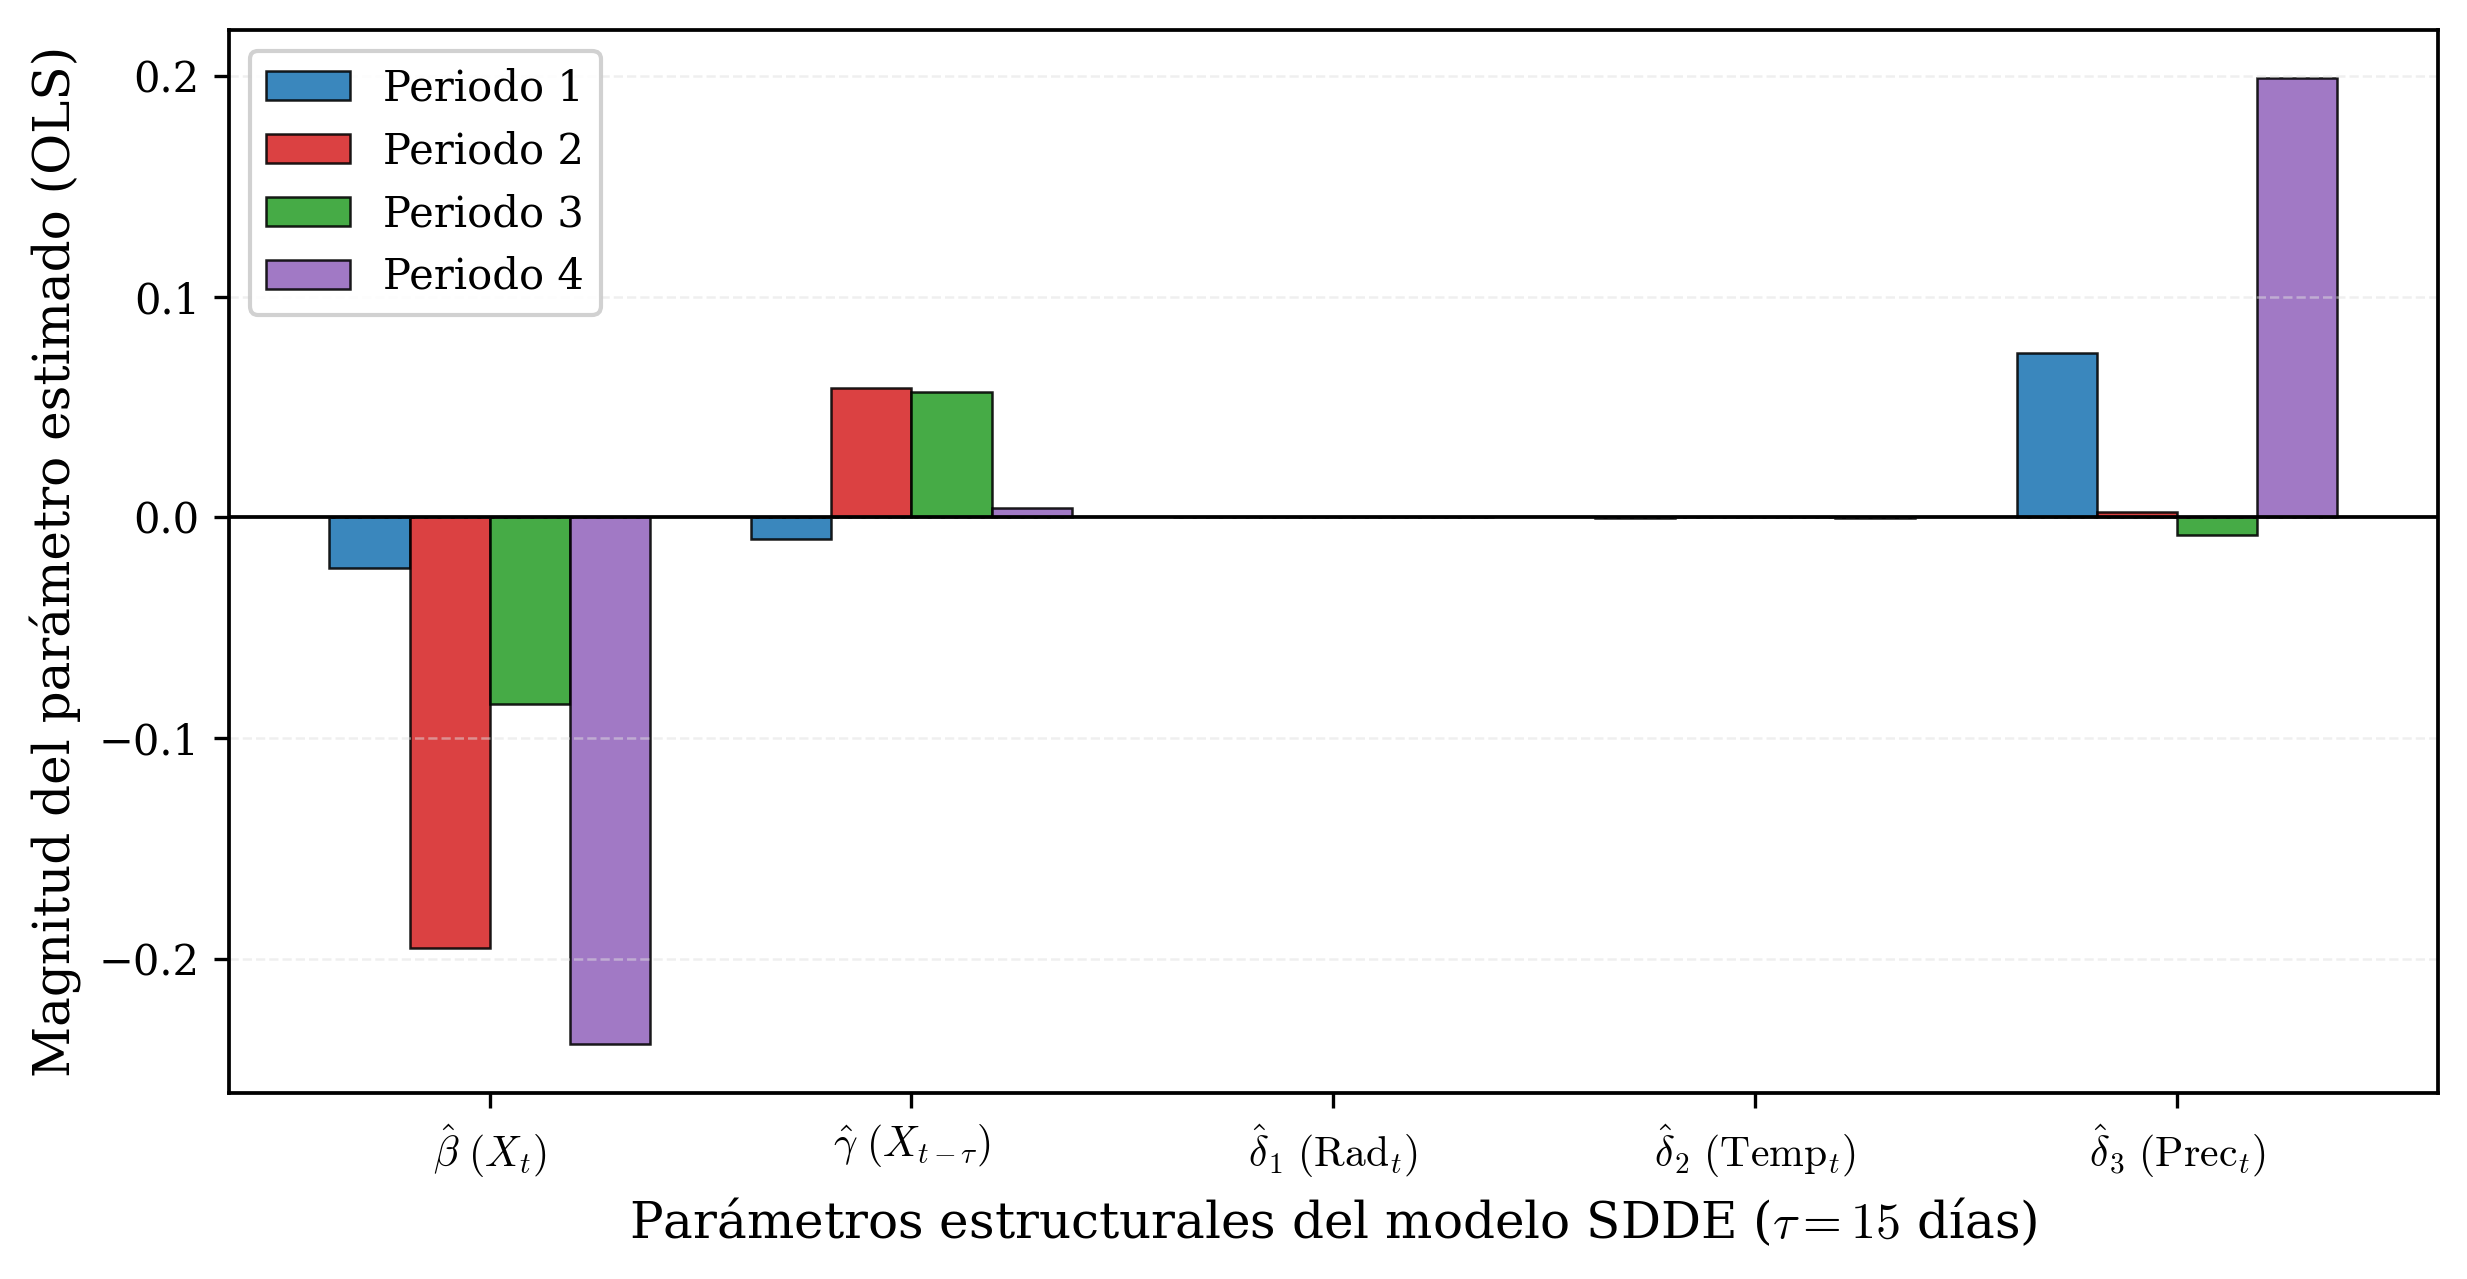 Magnitud del parámetro estimado (OLS)
0.2
0.1
0.0
−0.1
−0.2
Periodo 1
Periodo 2
Periodo 3
Periodo 4
β̂ (Xₜ)
γ̂ (Xₜ₋τ)
δ̂₁ (Radₜ)
δ̂₂ (Tempₜ)
δ̂₃ (Precₜ)
Parámetros estructurales del modelo SDDE (τ = 15 días)